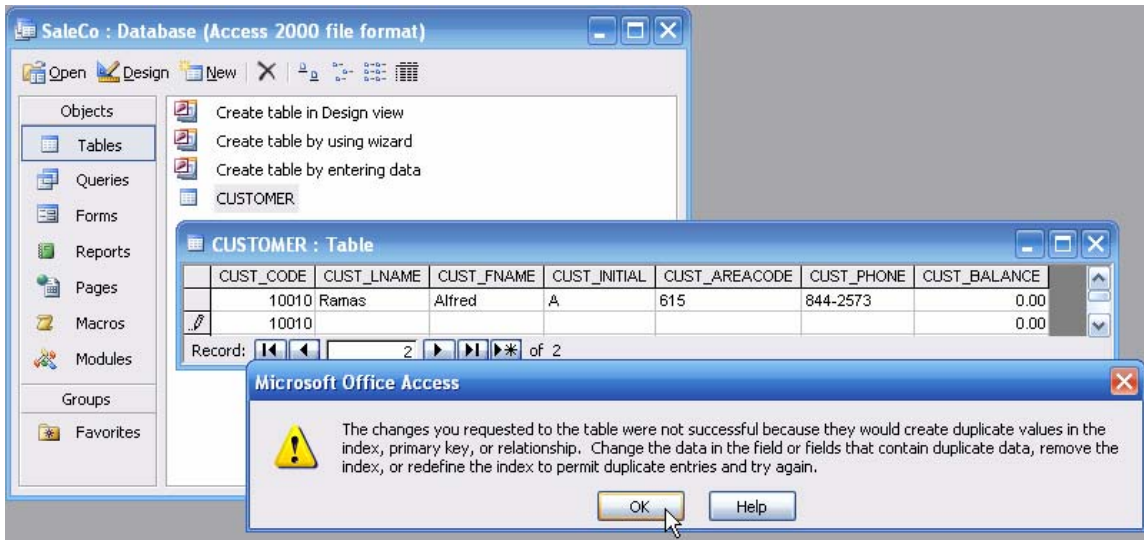 SaleCo : Database (Access 2000 file format)
Open Design New
Objects
Tables
Queries
Forms
Reports
Pages
Macros
Modules
Groups
Favorites
Create table in Design view
Create table by using wizard
Create table by entering data
CUSTOMER
CUSTOMER : Table
CUST_CODE CUST_LNAME CUST_FNAME CUST_INITIAL CUST_AREACODE CUST_PHONE CUST_BALANCE
10010 Ramas Alfred A 615 844-2573 0.00
10010 0.00
Record: 2 of 2
Microsoft Office Access
The changes you requested to the table were not successful because they would create duplicate values in the
index, primary key, or relationship. Change the data in the field or fields that contain duplicate data, remove the
index, or redefine the index to permit duplicate entries and try again.
OK Help